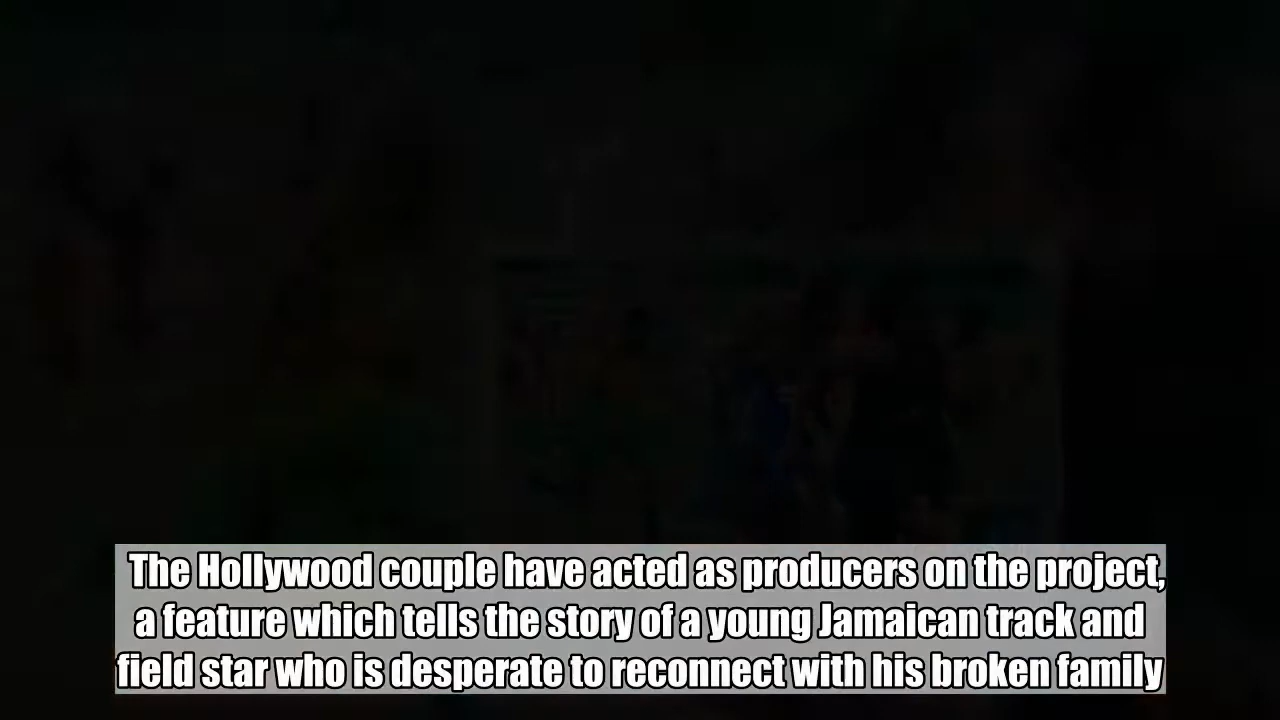 The Hollywood couple have acted as producers on the project,
a feature which tells the story of a young Jamaican track and
field star who is desperate to reconnect with his broken family